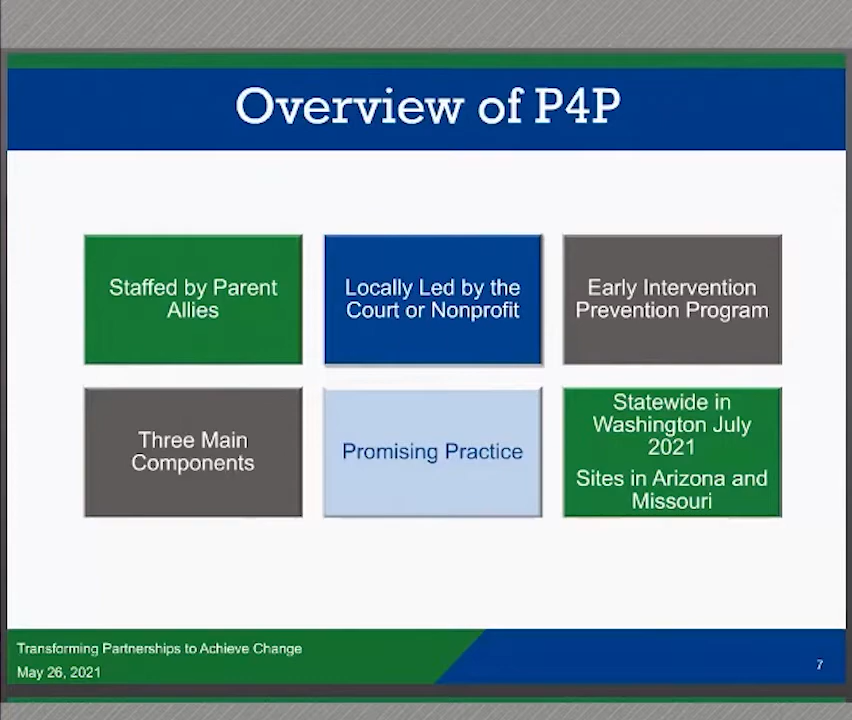 Overview of P4P
Staffed by Parent
Allies
Locally Led by the
Court or Nonprofit
Early Intervention
Prevention Program
Three Main
Components
Promising Practice
Statewide in
Washington July
2021
Sites in Arizona and
Missouri
Transforming Partnerships to Achieve Change
May 26, 2021
7